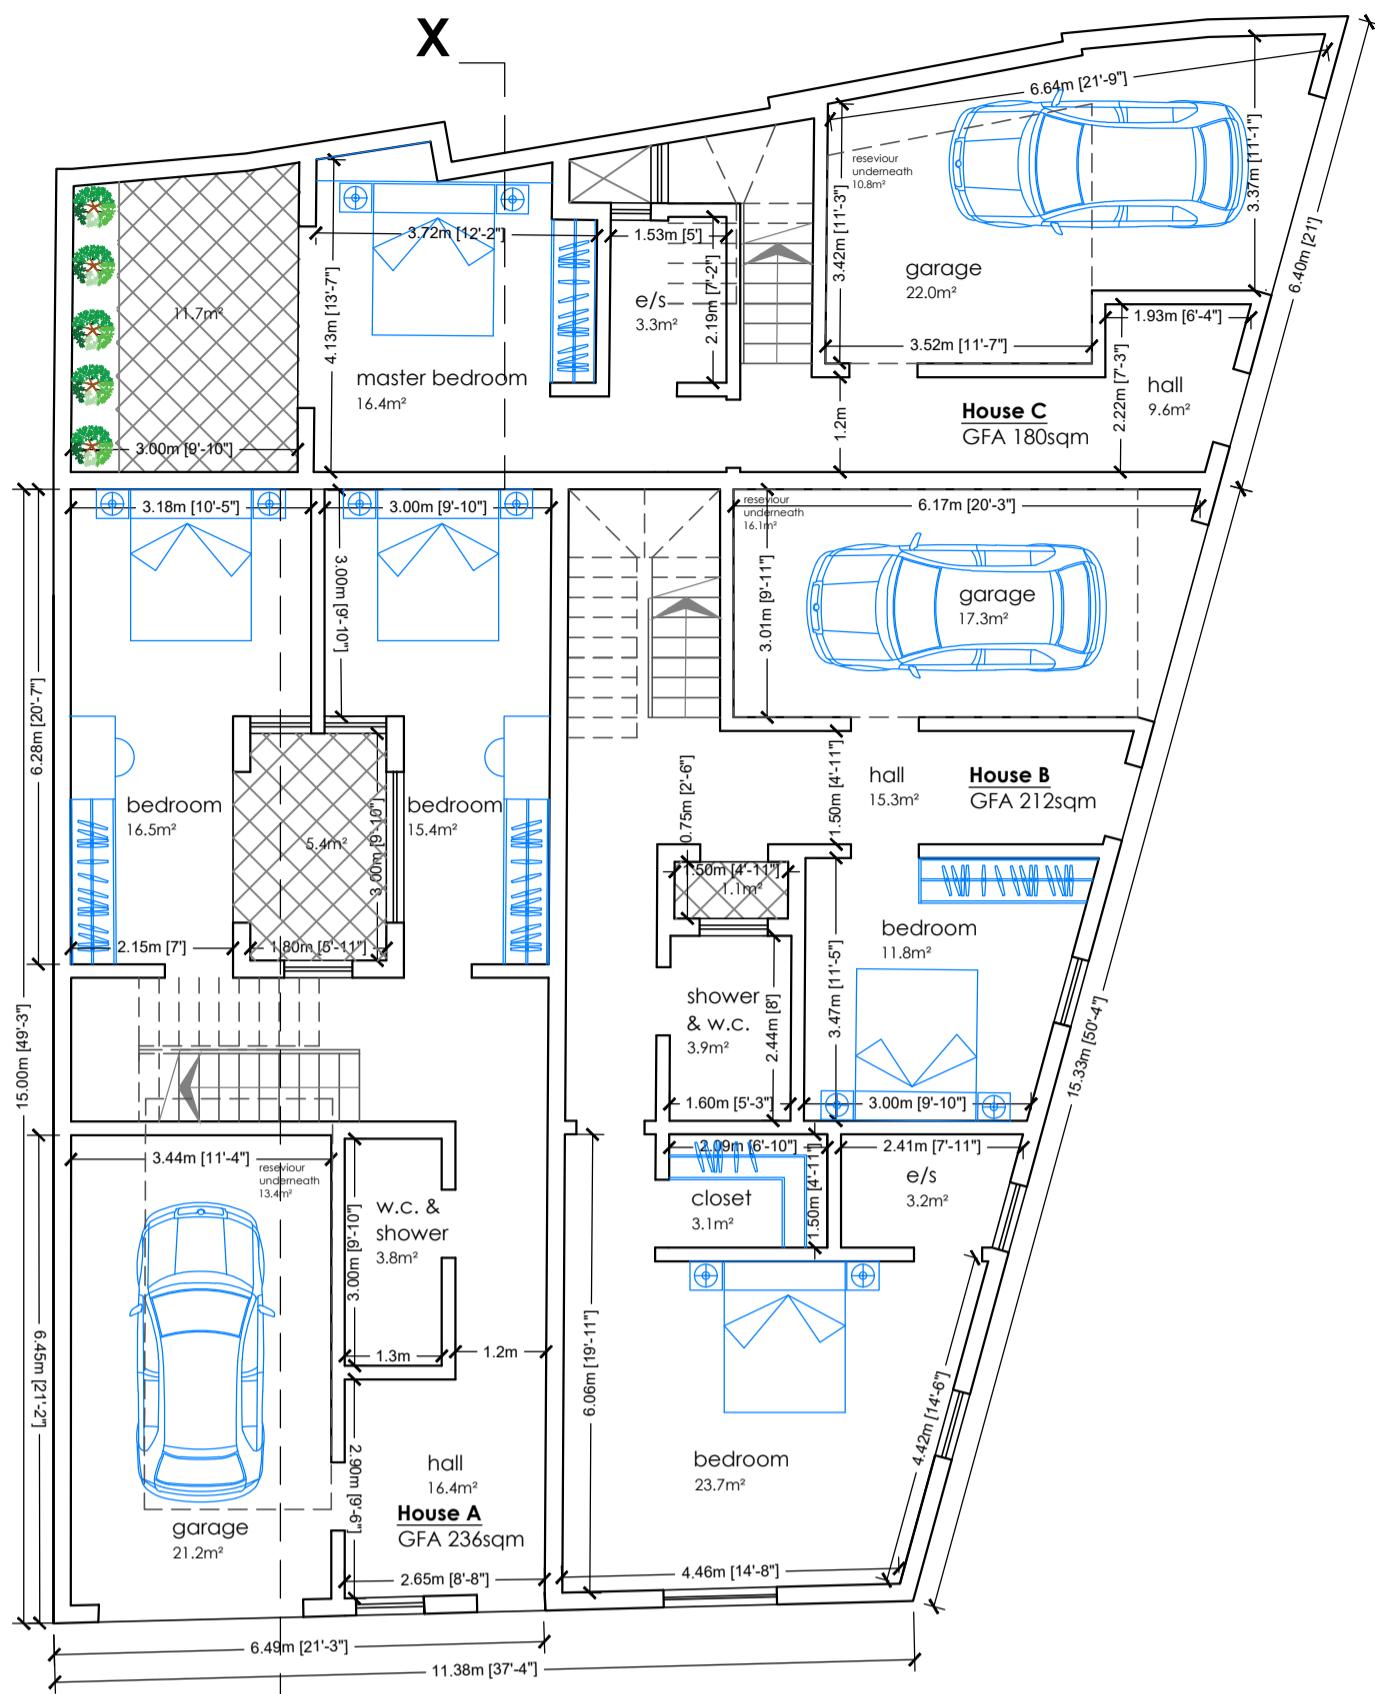 X
6.64m [21'-9"]
reseviour
underneath
10.8m²
3.37m [11'-1"]
6.40m [21']
3.42m [11'-3"]
garage
22.0m²
3.72m [12'-2"]
1.53m [5']
2.19m [7'-2"]
e/s
3.3m²
11.7m²
4.13m [13'-7"]
3.52m [11'-7"]
1.93m [6'-4"]
master bedroom
16.4m²
hall
9.6m²
2.22m [7'-3"]
1.2m
House C
GFA 180sqm
3.00m [9'-10"]
3.18m [10'-5"]
3.00m [9'-10"]
reseviour
underneath
16.1m²
6.17m [20'-3"]
3.00m [9'-10"]
3.01m [9'-11"]
garage
17.3m²
6.28m [20'-7"]
bedroom
16.5m²
bedroom
15.4m²
5.4m²
3.00m [9'-10"]
0.75m [2'-6"]
1.50m [4'-11"]
hall
15.3m²
House B
GFA 212sqm
1.50m [4'-11"]
1.1m²
bedroom
11.8m²
2.15m [7']
1.80m [5'-11"]
shower
& w.c.
3.9m²
2.44m [8']
3.47m [11'-5"]
15.00m [49'-3"]
15.33m [50'-4"]
1.60m [5'-3"]
3.00m [9'-10"]
3.44m [11'-4"]
reseviour
underneath
13.4m²
2.09m [6'-10"]
2.41m [7'-11"]
e/s
3.2m²
closet
3.1m²
1.50m [4'-11"]
w.c. &
shower
3.8m²
3.00m [9'-10"]
1.3m
1.2m
6.45m [21'-2"]
6.06m [19'-11"]
4.42m [14'-6"]
bedroom
23.7m²
hall
16.4m²
2.90m [9'-6"]
House A
GFA 236sqm
garage
21.2m²
2.65m [8'-8"]
4.46m [14'-8"]
6.49m [21'-3"]
11.38m [37'-4"]